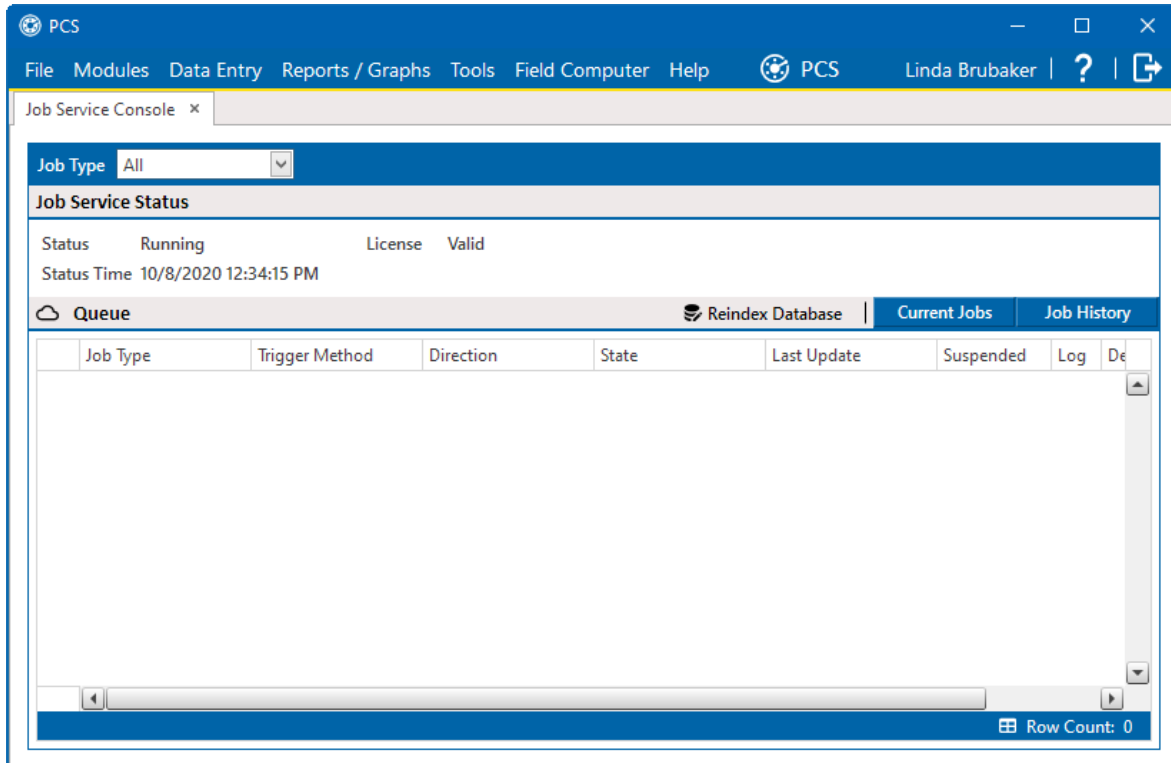 PCS
File Modules Data Entry Reports / Graphs Tools Field Computer Help PCS Linda Brubaker | ? |
Job Service Console ×
Job Type All
Job Service Status
Status Running License Valid
Status Time 10/8/2020 12:34:15 PM
Queue Reindex Database | Current Jobs Job History
Job Type Trigger Method Direction State Last Update Suspended Log De
Row Count: 0